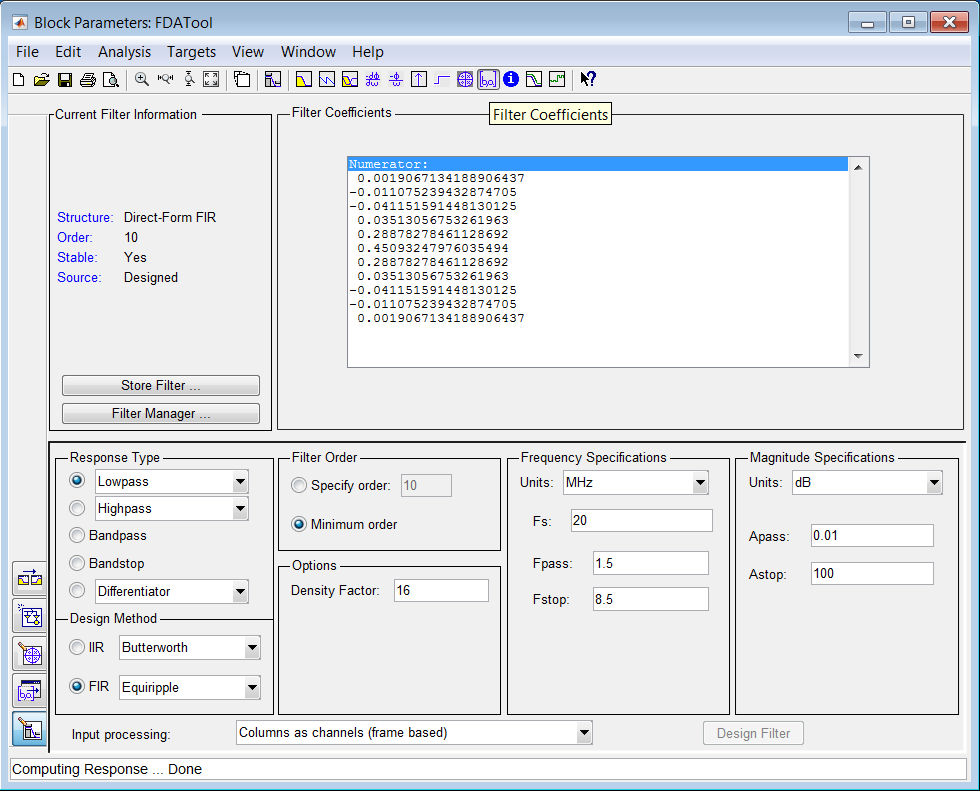 Block Parameters: FDATool
File Edit Analysis Targets View Window Help
Current Filter Information
Structure: Direct-Form FIR
Order: 10
Stable: Yes
Source: Designed
Store Filter ...
Filter Manager ...
Filter Coefficients
Filter Coefficients
Numerator:
0.0019067134188906437
-0.011075239432874705
-0.041151591448130125
0.03513056753261963
0.28878278461128692
0.45093247976035494
0.28878278461128692
0.03513056753261963
-0.041151591448130125
-0.011075239432874705
0.0019067134188906437
Response Type
Lowpass
Highpass
Bandpass
Bandstop
Differentiator
Design Method
IIR Butterworth
FIR Equiripple
Filter Order
Specify order: 10
Minimum order
Options
Density Factor: 16
Frequency Specifications
Units: MHz
Fs: 20
Fpass: 1.5
Fstop: 8.5
Magnitude Specifications
Units: dB
Apass: 0.01
Astop: 100
Input processing: Columns as channels (frame based)
Design Filter
Computing Response ... Done